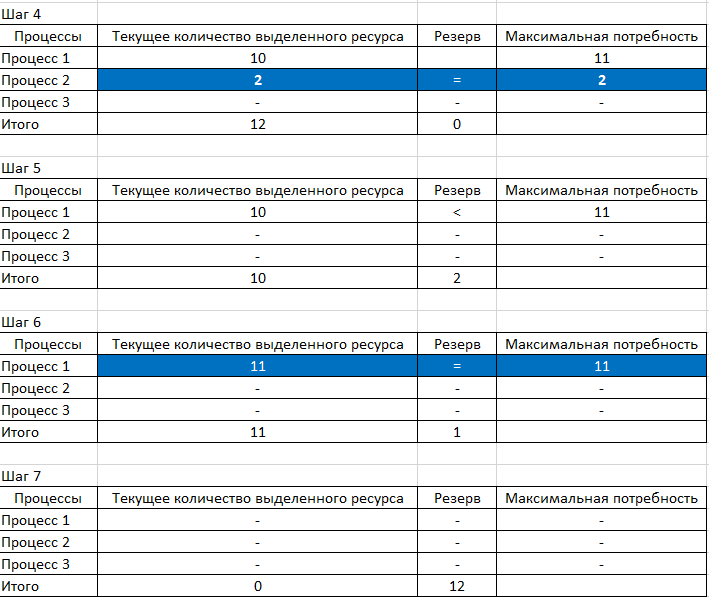 Шаг 4
Процессы Текущее количество выделенного ресурса Резерв Максимальная потребность
Процесс 1 10 11
Процесс 2 2 = 2
Процесс 3 - - -
Итого 12 0
Шаг 5
Процессы Текущее количество выделенного ресурса Резерв Максимальная потребность
Процесс 1 10 < 11
Процесс 2 - - -
Процесс 3 - - -
Итого 10 2
Шаг 6
Процессы Текущее количество выделенного ресурса Резерв Максимальная потребность
Процесс 1 11 = 11
Процесс 2 - - -
Процесс 3 - - -
Итого 11 1
Шаг 7
Процессы Текущее количество выделенного ресурса Резерв Максимальная потребность
Процесс 1 - - -
Процесс 2 - - -
Процесс 3 - - -
Итого 0 12